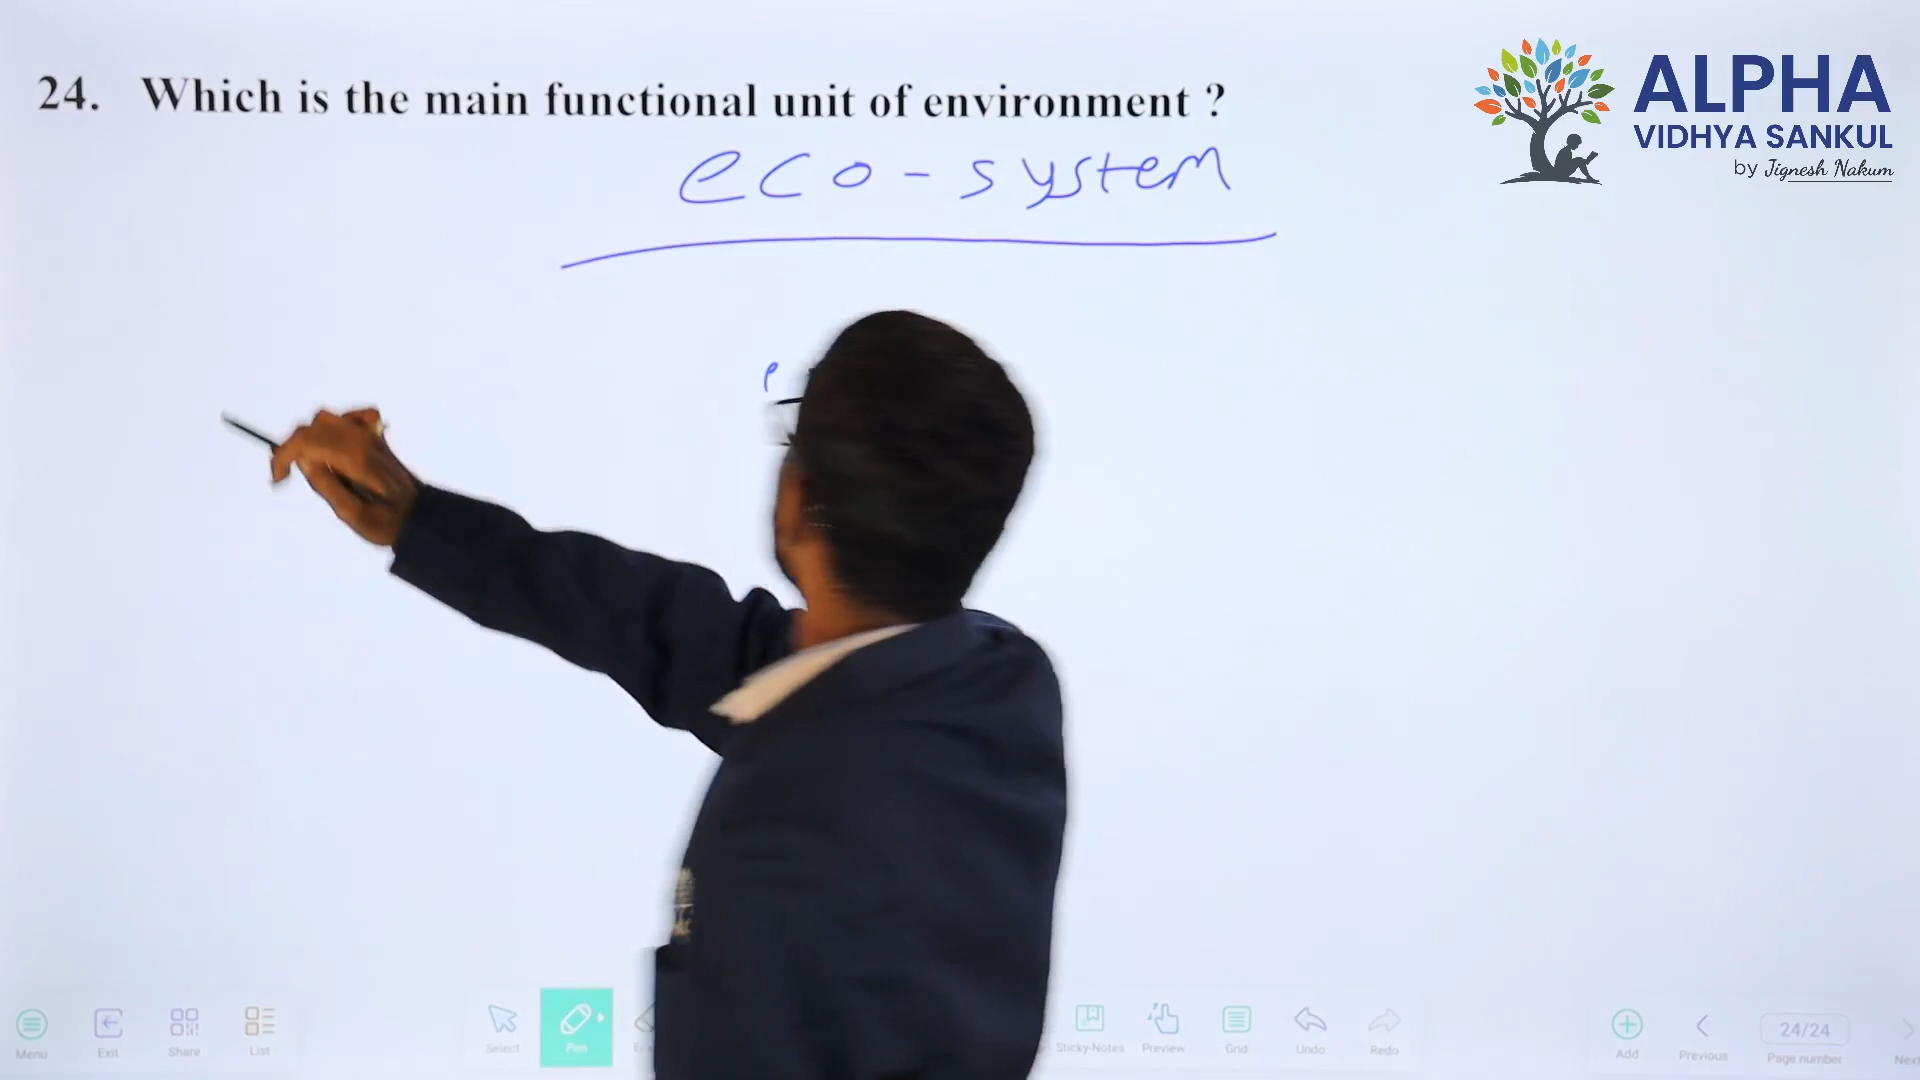 24. Which is the main functional unit of environment ?
eco-system
e
ALPHA
VIDHYA SANKUL
by Jignesh Nakum
Menu
Exit
Share
List
Select
Pen
Sticky-Notes
Preview
Grid
Undo
Redo
Add
Previous
24/24
Page number
Next